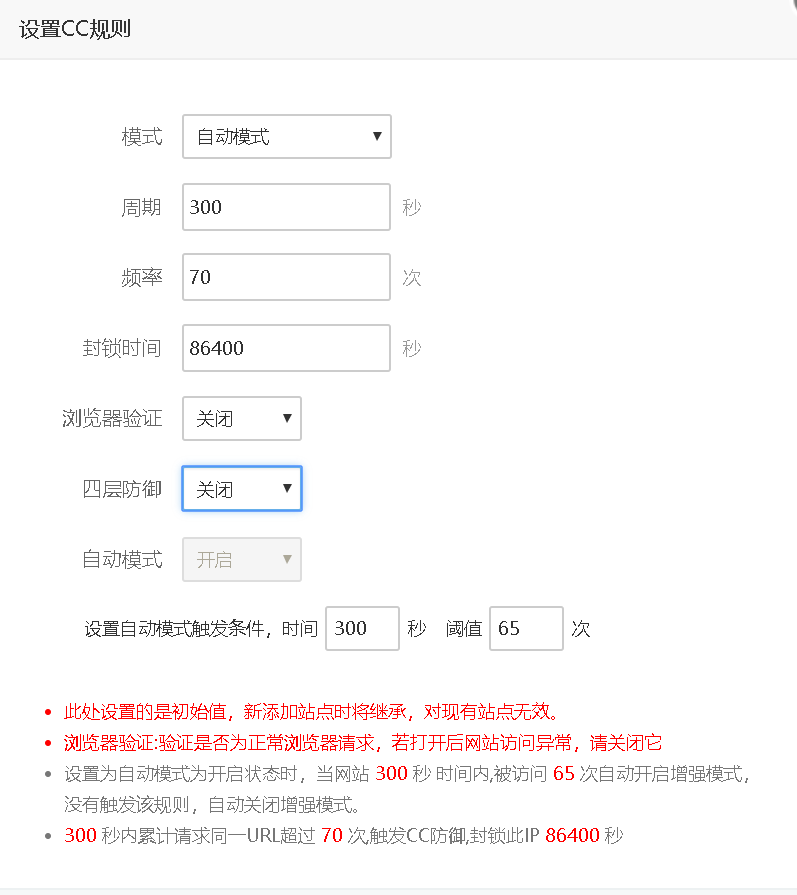 设置CC规则
模式 自动模式
周期 300 秒
频率 70 次
封锁时间 86400 秒
浏览器验证 关闭
四层防御 关闭
自动模式 开启
设置自动模式触发条件，时间 300 秒 阈值 65 次
此处设置的是初始值，新添加站点时将继承，对现有站点无效。
浏览器验证:验证是否为正常浏览器请求，若打开后网站访问异常，请关闭它
设置为自动模式为开启状态时，当网站 300 秒 时间内,被访问 65 次自动开启增强模式，
没有触发该规则，自动关闭增强模式。
300 秒内累计请求同一URL超过 70 次,触发CC防御,封锁此IP 86400 秒